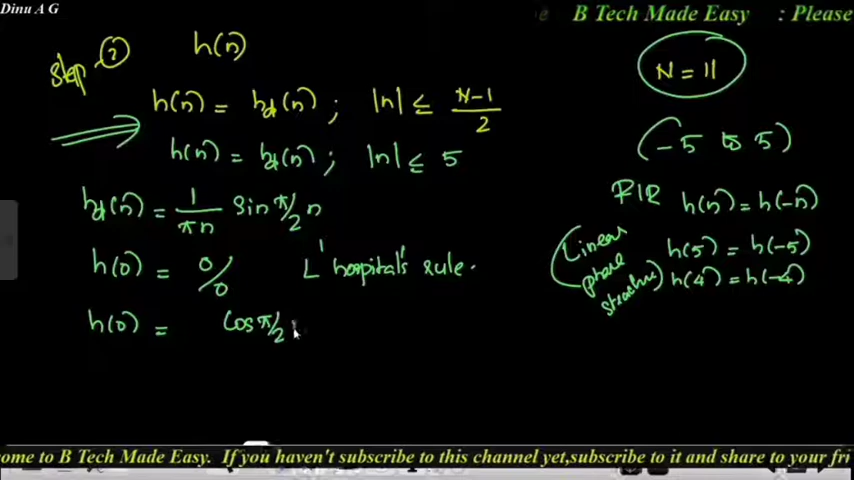 Dinu A G
B Tech Made Easy : Please
Step - 2 h(n)
h(n) = hd(n) ; |n| ≤ N-1/2
h(n) = hd(n) ; |n| ≤ 5
hd(n) = 1/πn sin π/2 n
h(0) = 0/0 L'hospital's rule.
h(0) = cos π/2
N = 11
(-5 to 5)
FIR h(n) = h(-n)
(Linear phase structure) h(5) = h(-5)
h(4) = h(-4)
ome to B Tech Made Easy. If you haven't subscribe to this channel yet,subscribe to it and share to your fri